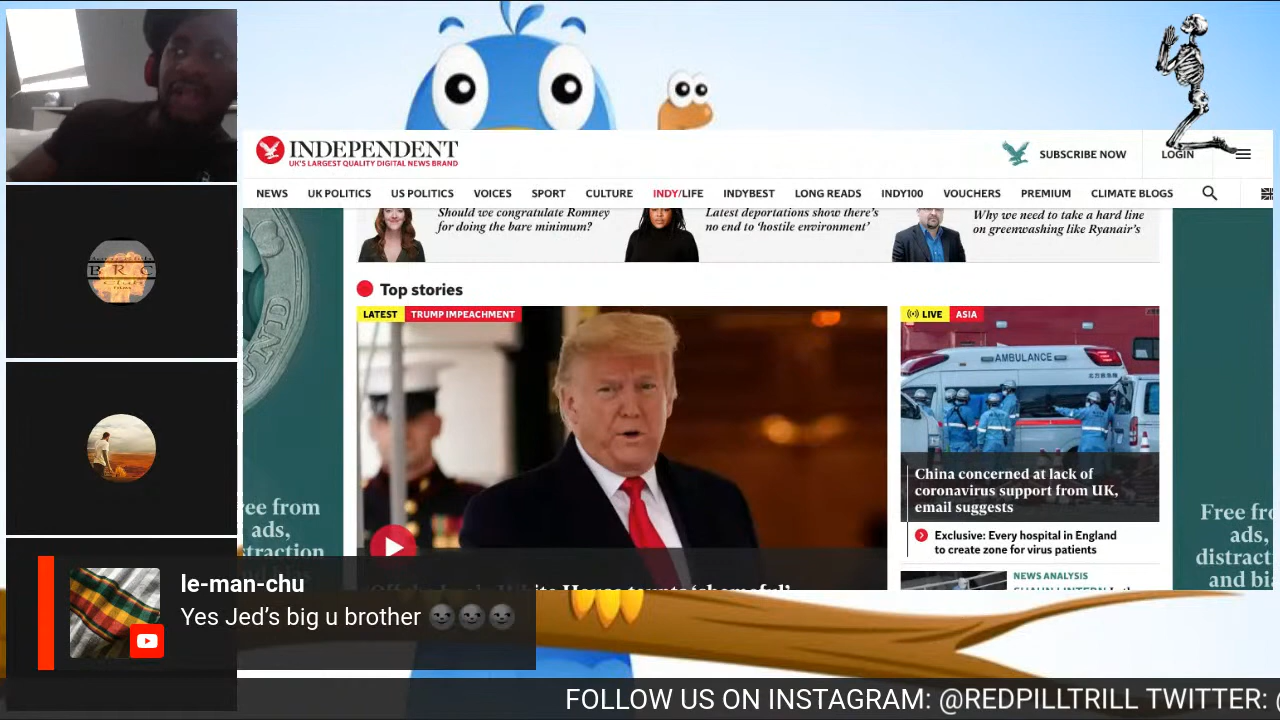 INDEPENDENT
UK'S LARGEST QUALITY DIGITAL NEWS BRAND
SUBSCRIBE NOW
LOGIN
NEWS UK POLITICS US POLITICS VOICES SPORT CULTURE INDY/LIFE INDYBEST LONG READS INDY100 VOUCHERS PREMIUM CLIMATE BLOGS
Should we congratulate Romney
for doing the bare minimum?
Latest deportations show there's
no end to 'hostile environment'
Why we need to take a hard line
on greenwashing like Ryanair's
Top stories
LATEST TRUMP IMPEACHMENT
LIVE ASIA
AMBULANCE
China concerned at lack of
coronavirus support from UK,
email suggests
Exclusive: Every hospital in England
to create zone for virus patients
NEWS ANALYSIS
ree from
ads,
straction
Free fro
ads,
distract
and bia
B R C
le-man-chu
Yes Jed's big u brother 🌚🌚🌚
FOLLOW US ON INSTAGRAM: @REDPILLTRILL TWITTER: @